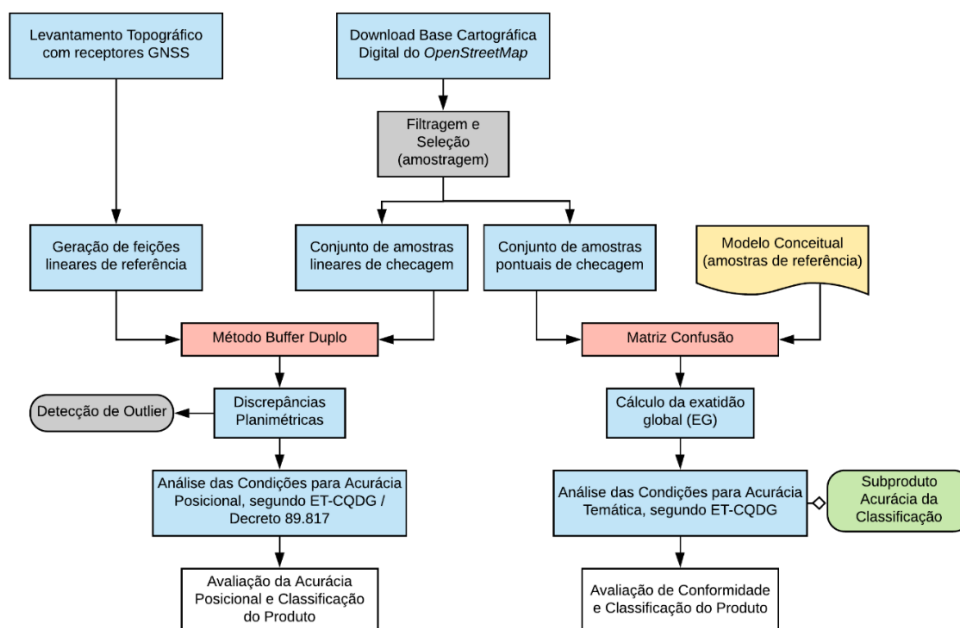 Levantamento Topográfico
com receptores GNSS
Download Base Cartográfica
Digital do OpenStreetMap
Filtragem e
Seleção
(amostragem)
Geração de feições
lineares de referência
Conjunto de amostras
lineares de checagem
Conjunto de amostras
pontuais de checagem
Modelo Conceitual
(amostras de referência)
Método Buffer Duplo
Matriz Confusão
Detecção de Outlier
Discrepâncias
Planimétricas
Cálculo da exatidão
global (EG)
Análise das Condições para Acurácia
Posicional, segundo ET-CQDG /
Decreto 89.817
Análise das Condições para Acurácia
Temática, segundo ET-CQDG
Subproduto
Acurácia da
Classificação
Avaliação da Acurácia
Posicional e Classificação
do Produto
Avaliação de Conformidade
e Classificação do Produto